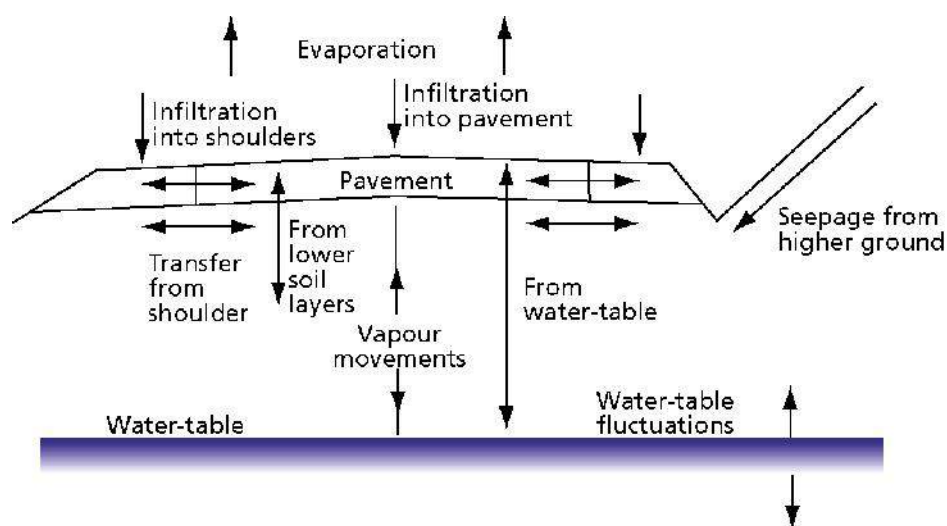 Evaporation
Infiltration
into shoulders
Infiltration
into pavement
Pavement
Seepage from
higher ground
Transfer
from
shoulder
From
lower
soil
layers
From
water-table
Vapour
movements
Water-table
Water-table
fluctuations